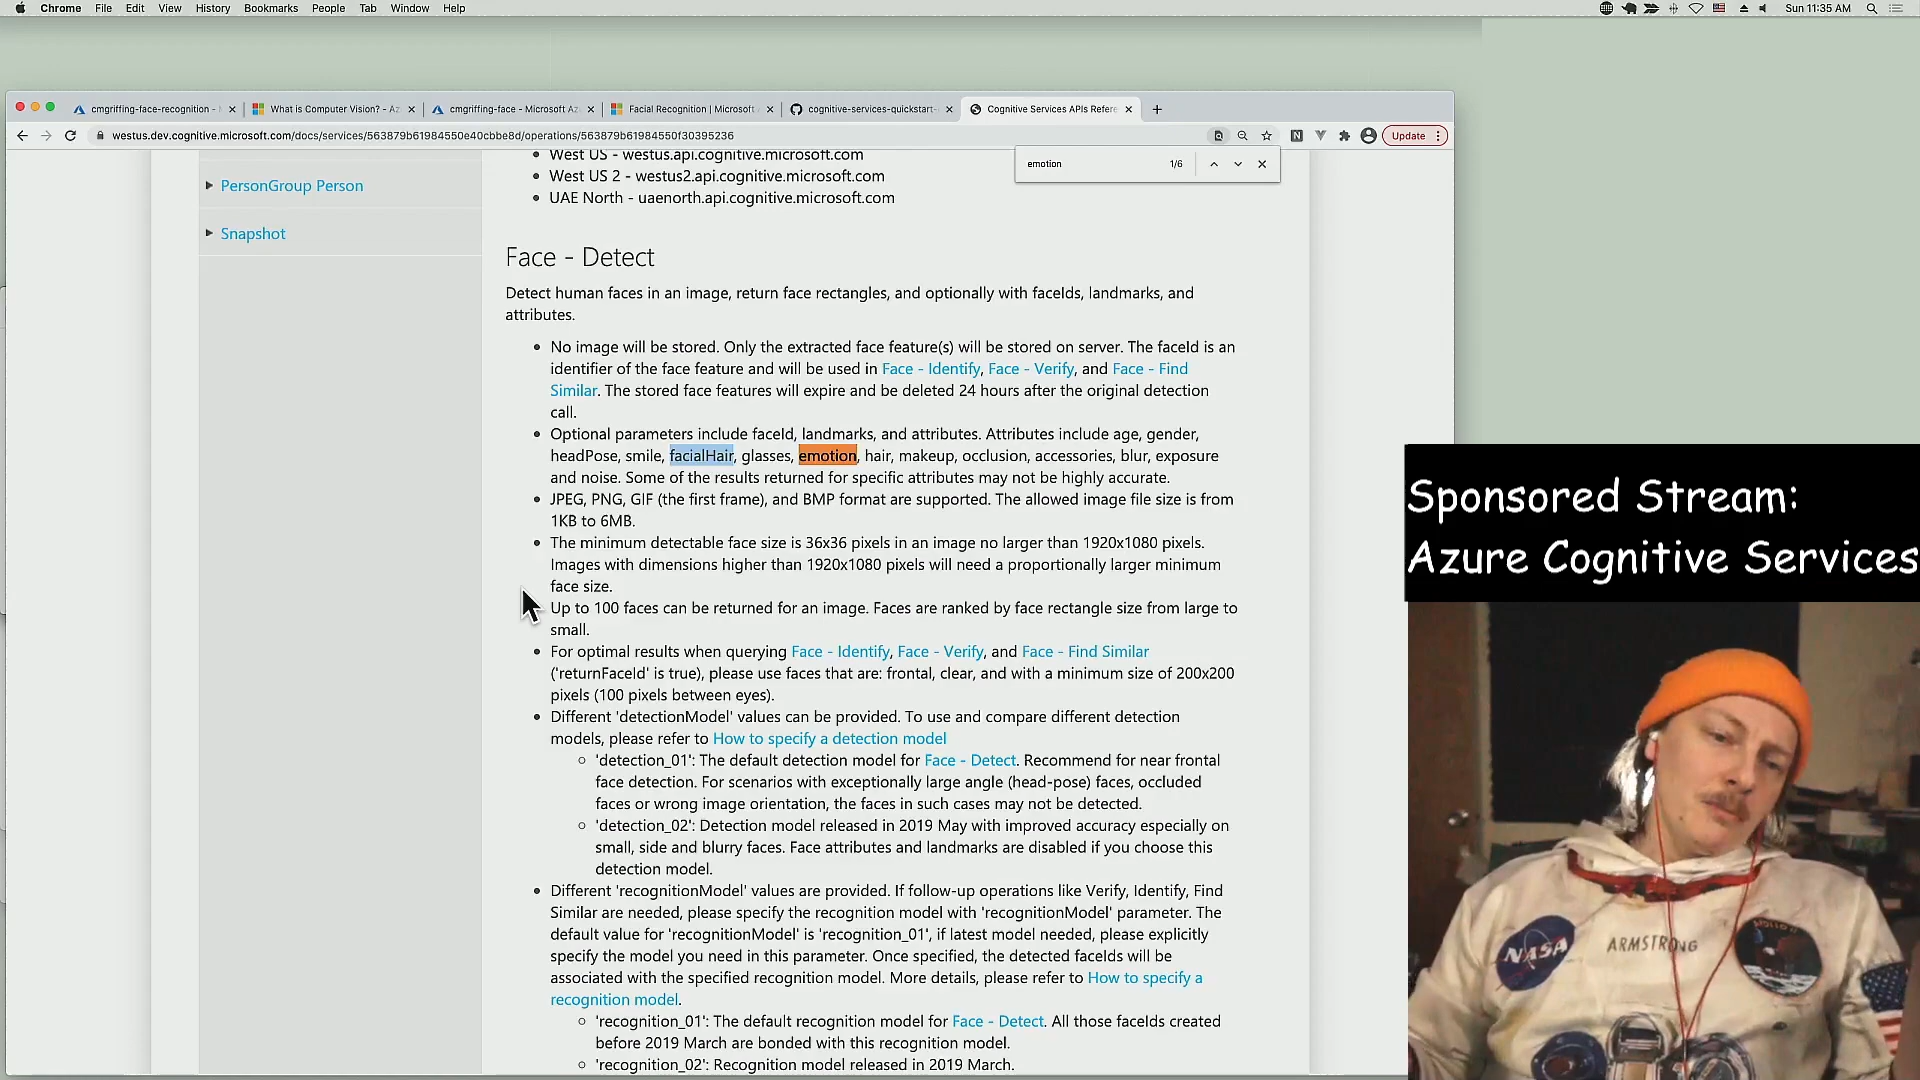 Chrome File Edit View History Bookmarks People Tab Window Help
Sun 11:35 AM
cmgriffing-face-recognition -
What is Computer Vision? - Az
cmgriffing-face - Microsoft Az
Facial Recognition | Microsoft
cognitive-services-quickstart-
Cognitive Services APIs Refere
westus.dev.cognitive.microsoft.com/docs/services/563879b61984550e40cbbe8d/operations/563879b61984550f30395236
Update
emotion 1/6
PersonGroup Person
Snapshot
West US - westus.api.cognitive.microsoft.com
West US 2 - westus2.api.cognitive.microsoft.com
UAE North - uaenorth.api.cognitive.microsoft.com
Face - Detect
Detect human faces in an image, return face rectangles, and optionally with faceIds, landmarks, and
attributes.
No image will be stored. Only the extracted face feature(s) will be stored on server. The faceId is an
identifier of the face feature and will be used in Face - Identify, Face - Verify, and Face - Find
Similar. The stored face features will expire and be deleted 24 hours after the original detection
call.
Optional parameters include faceId, landmarks, and attributes. Attributes include age, gender,
headPose, smile, facialHair, glasses, emotion, hair, makeup, occlusion, accessories, blur, exposure
and noise. Some of the results returned for specific attributes may not be highly accurate.
JPEG, PNG, GIF (the first frame), and BMP format are supported. The allowed image file size is from
1KB to 6MB.
The minimum detectable face size is 36x36 pixels in an image no larger than 1920x1080 pixels.
Images with dimensions higher than 1920x1080 pixels will need a proportionally larger minimum
face size.
Up to 100 faces can be returned for an image. Faces are ranked by face rectangle size from large to
small.
For optimal results when querying Face - Identify, Face - Verify, and Face - Find Similar
('returnFaceId' is true), please use faces that are: frontal, clear, and with a minimum size of 200x200
pixels (100 pixels between eyes).
Different 'detectionModel' values can be provided. To use and compare different detection
models, please refer to How to specify a detection model
'detection_01': The default detection model for Face - Detect. Recommend for near frontal
face detection. For scenarios with exceptionally large angle (head-pose) faces, occluded
faces or wrong image orientation, the faces in such cases may not be detected.
'detection_02': Detection model released in 2019 May with improved accuracy especially on
small, side and blurry faces. Face attributes and landmarks are disabled if you choose this
detection model.
Different 'recognitionModel' values are provided. If follow-up operations like Verify, Identify, Find
Similar are needed, please specify the recognition model with 'recognitionModel' parameter. The
default value for 'recognitionModel' is 'recognition_01', if latest model needed, please explicitly
specify the model you need in this parameter. Once specified, the detected faceIds will be
associated with the specified recognition model. More details, please refer to How to specify a
recognition model.
'recognition_01': The default recognition model for Face - Detect. All those faceIds created
before 2019 March are bonded with this recognition model.
'recognition_02': Recognition model released in 2019 March.
Sponsored Stream:
Azure Cognitive Services
NASA
ARMSTRONG